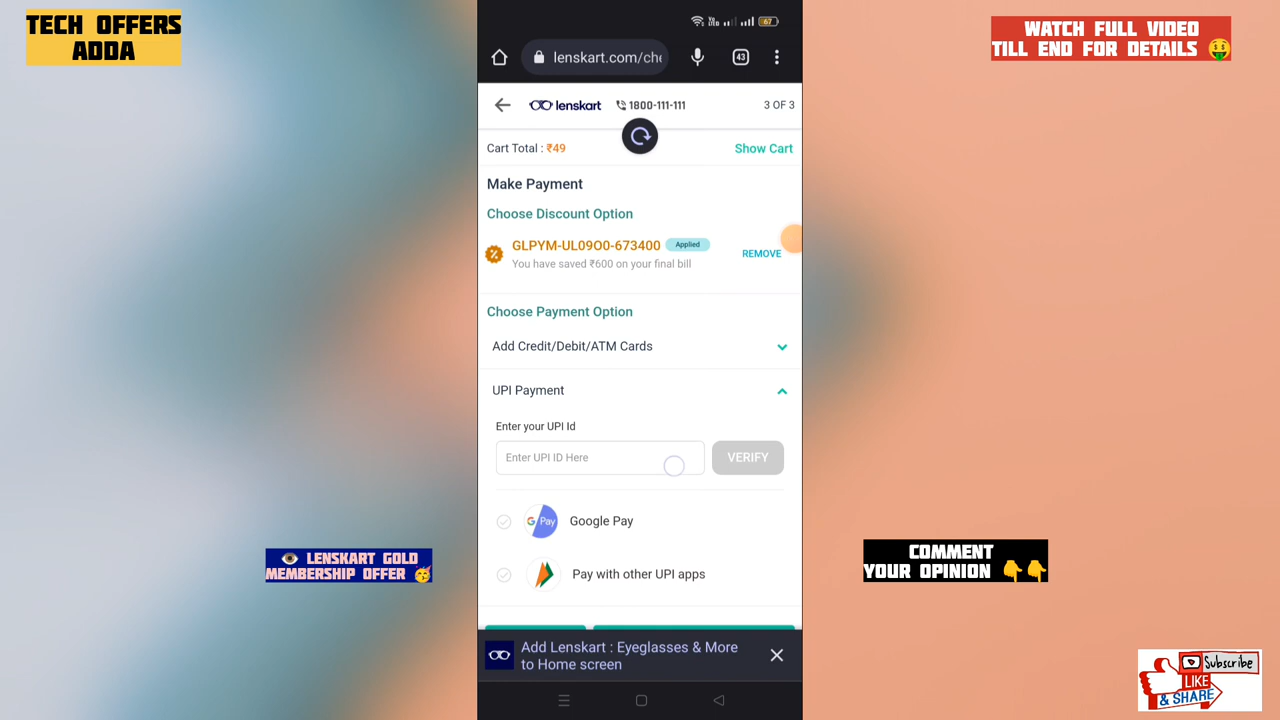 TECH OFFERS
ADDA
WATCH FULL VIDEO
TILL END FOR DETAILS 🤑
67
lenskart.com/che
43
lenskart
1800-111-111
3 OF 3
Cart Total : ₹49
Show Cart
Make Payment
Choose Discount Option
GLPYM-UL09O0-673400
Applied
You have saved ₹600 on your final bill
REMOVE
Choose Payment Option
Add Credit/Debit/ATM Cards
UPI Payment
Enter your UPI Id
Enter UPI ID Here
VERIFY
G Pay
Google Pay
Pay with other UPI apps
👁️ LENSKART GOLD
MEMBERSHIP OFFER 🥳
COMMENT
YOUR OPINION 👇👇
Add Lenskart : Eyeglasses & More
to Home screen
Subscribe
LIKE
& SHARE